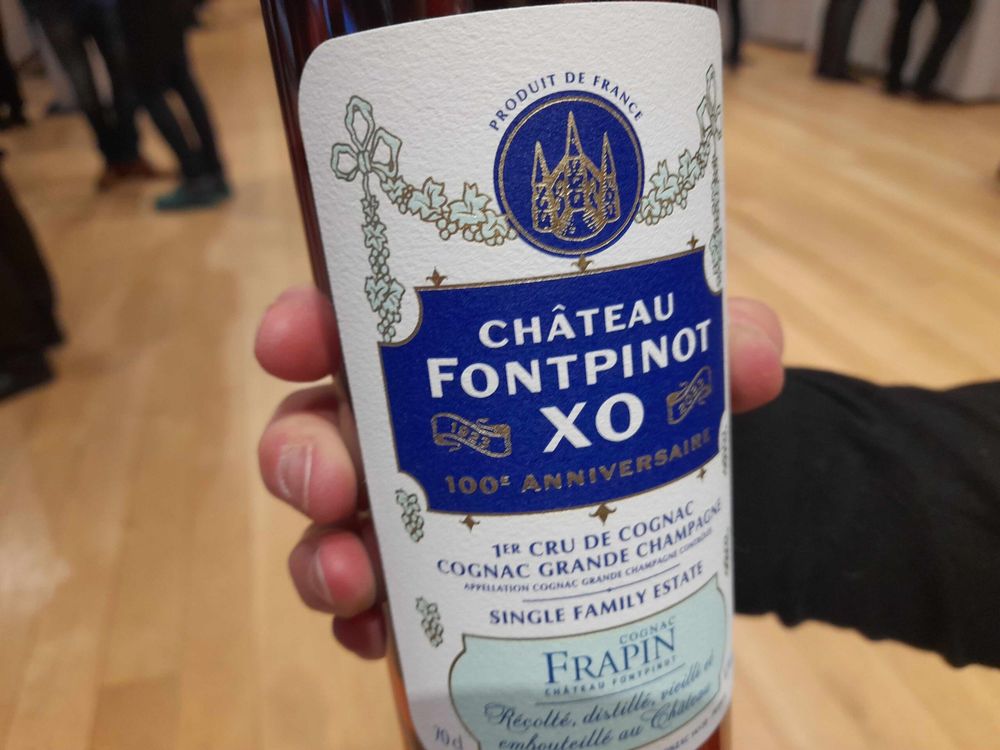 PRODUIT DE FRANCE
CHÂTEAU
FONTPINOT
XO
1923
2023
100E ANNIVERSAIRE
1ER CRU DE COGNAC
COGNAC GRANDE CHAMPAGNE
APPELLATION COGNAC GRANDE CHAMPAGNE CONTRÔLÉE
SINGLE FAMILY ESTATE
COGNAC
FRAPIN
CHÂTEAU FONTPINOT
Récolté, distillé, vieilli et
embouteillé au Château
70cl